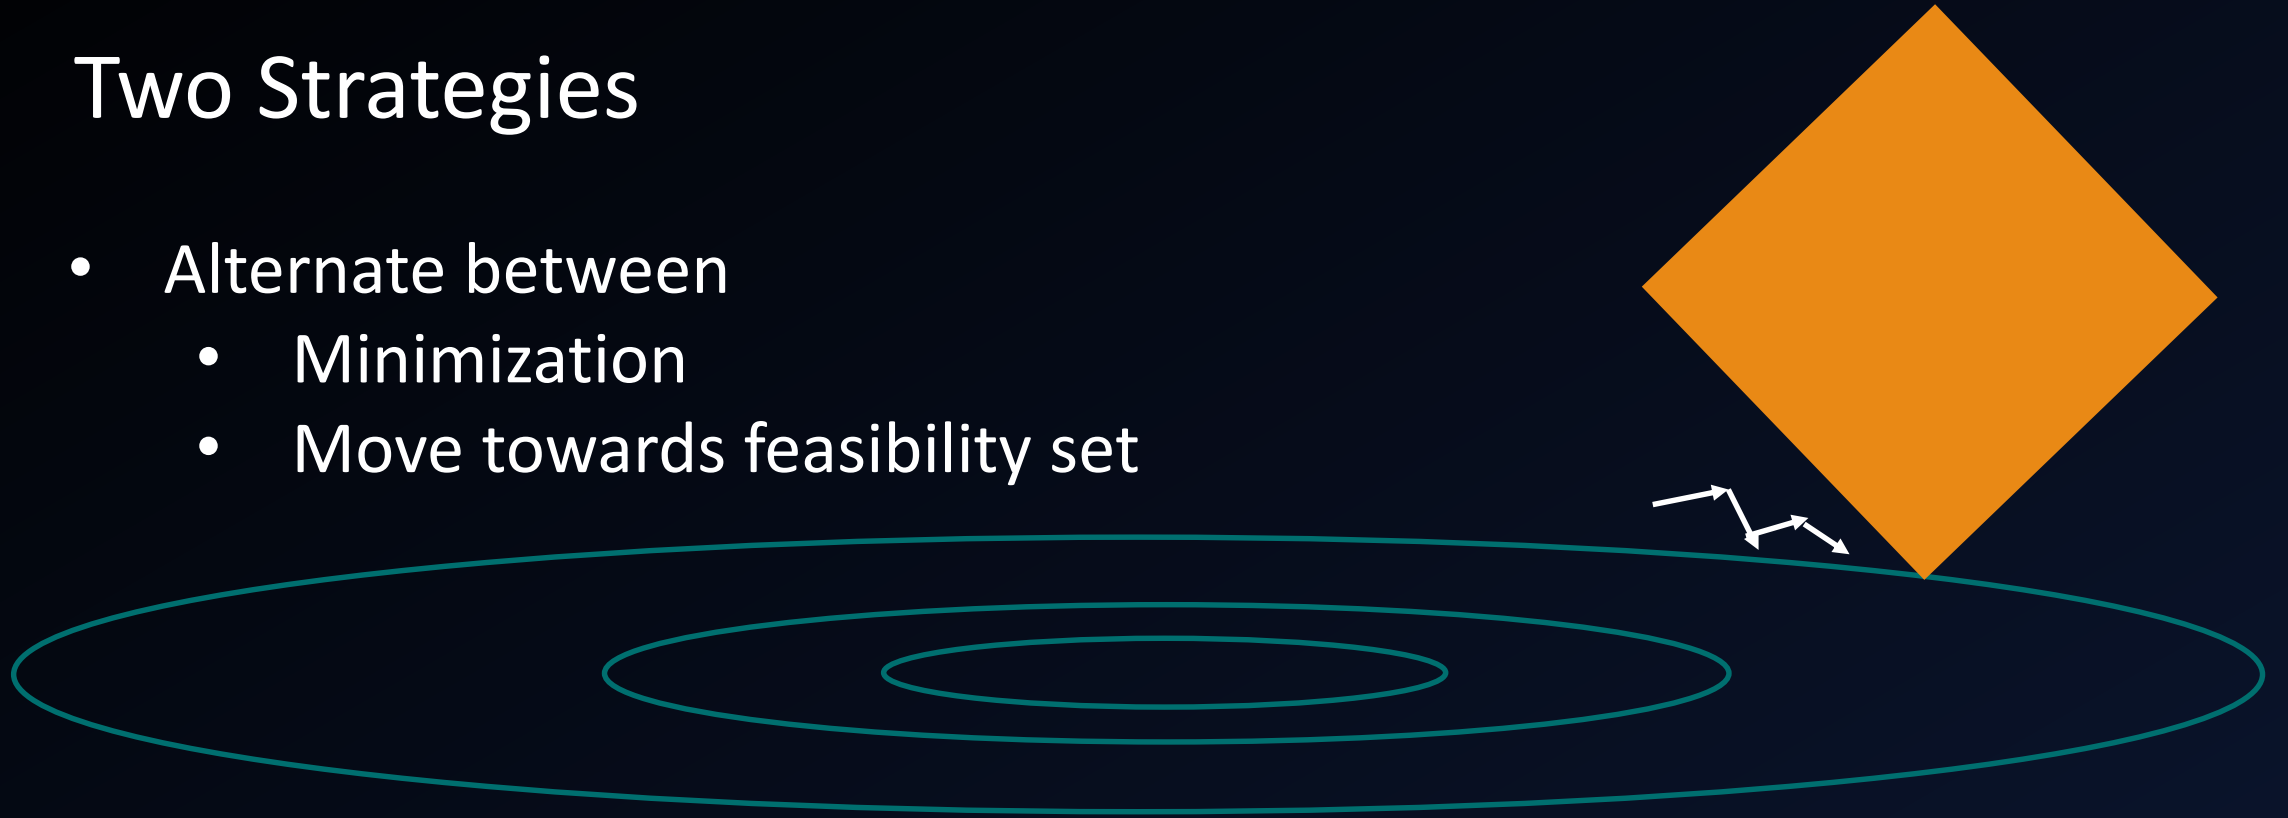 Two Strategies
• Alternate between
• Minimization
• Move towards feasibility set